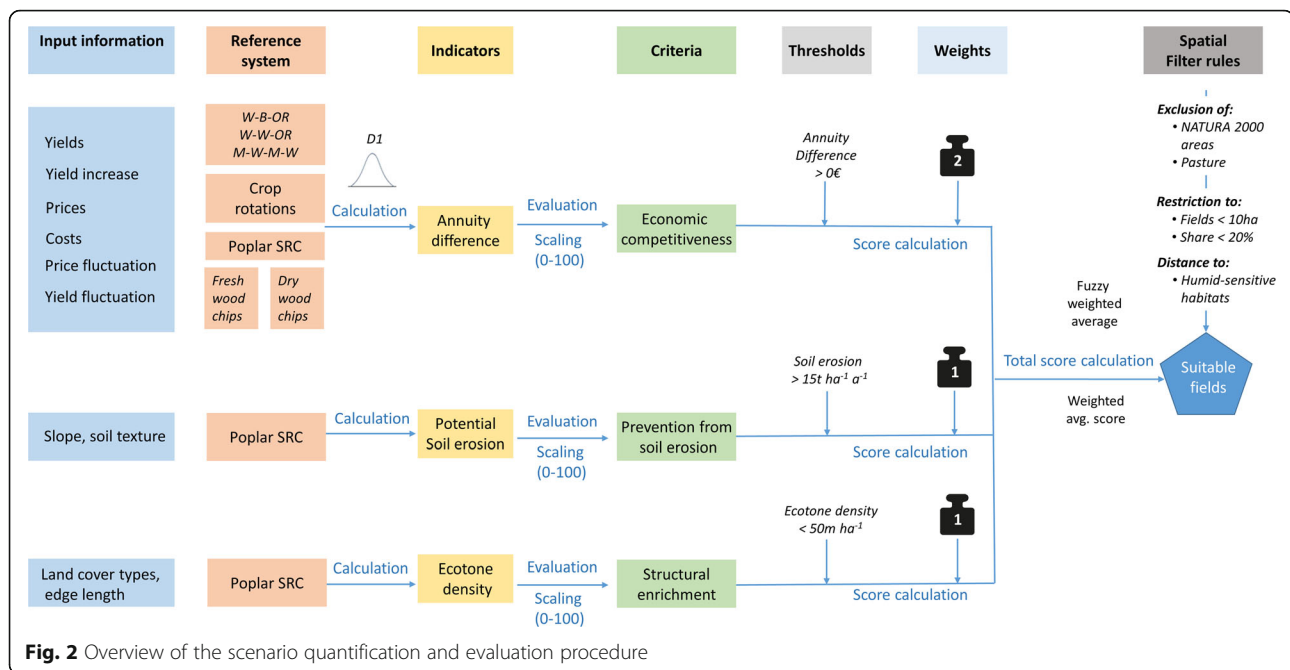 Input information
Reference
system
Indicators
Criteria
Thresholds
Weights
Spatial
Filter rules
Yields
Yield increase
Prices
Costs
Price fluctuation
Yield fluctuation
W-B-OR
W-W-OR
M-W-M-W
Crop
rotations
Poplar SRC
Fresh
wood
chips
Dry
wood
chips
D1
Calculation
Annuity
difference
Evaluation
Scaling
(0-100)
Economic
competitiveness
Annuity
Difference
> 0€
2
Score calculation
Exclusion of:
• NATURA 2000
areas
• Pasture
Restriction to:
• Fields < 10ha
• Share < 20%
Distance to:
• Humid-sensitive
habitats
Slope, soil texture
Poplar SRC
Calculation
Potential
Soil erosion
Evaluation
Scaling
(0-100)
Prevention from
soil erosion
Soil erosion
> 15t ha⁻¹ a⁻¹
1
Score calculation
Fuzzy
weighted
average
Total score calculation
Weighted
avg. score
Suitable
fields
Land cover types,
edge length
Poplar SRC
Calculation
Ecotone
density
Evaluation
Scaling
(0-100)
Structural
enrichment
Ecotone density
< 50m ha⁻¹
1
Score calculation
Fig. 2 Overview of the scenario quantification and evaluation procedure